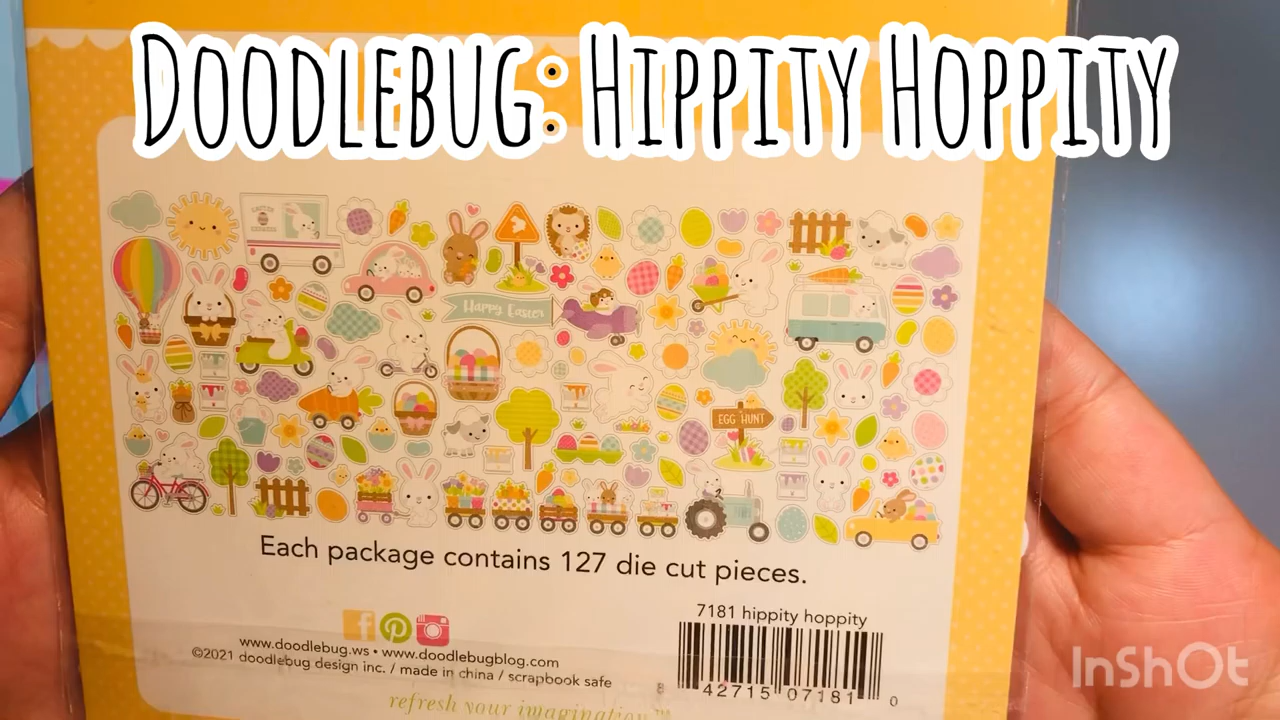 Doodlebug: Hippity Hoppity
Happy Easter
EGG HUNT
Each package contains 127 die cut pieces.
7181 hippity hoppity
www.doodlebug.ws • www.doodlebugblog.com
©2021 doodlebug design inc. / made in china / scrapbook safe
8 42715 07181 0
refresh your imagination™
InShOt